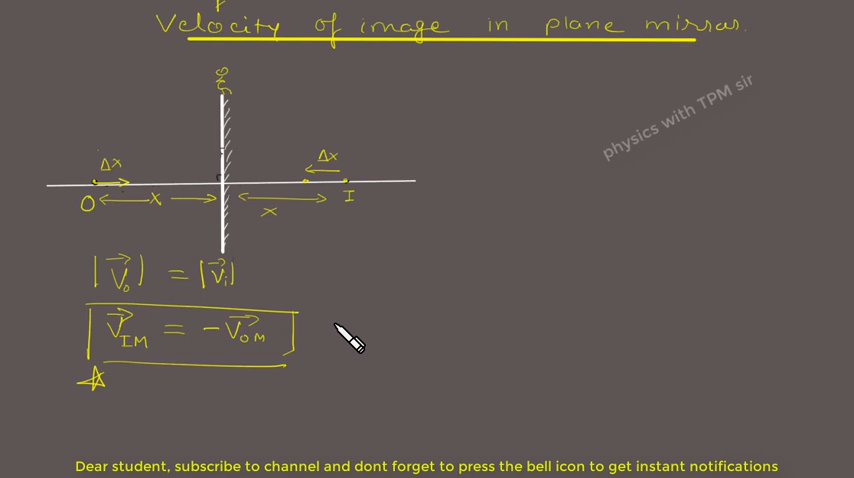 Velocity of image in plane mirror.
physics with TPM sir
Δx
Δx
O
x
x
I
|V⃗o| = |V⃗i|
V⃗IM = -V⃗OM
Dear student, subscribe to channel and dont forget to press the bell icon to get instant notifications